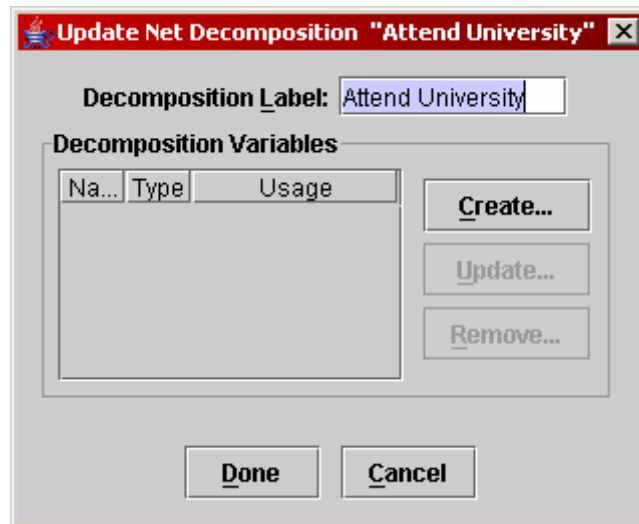 Update Net Decomposition "Attend University"
Decomposition Label: Attend University
Decomposition Variables
Na... Type Usage
Create...
Update...
Remove...
Done Cancel